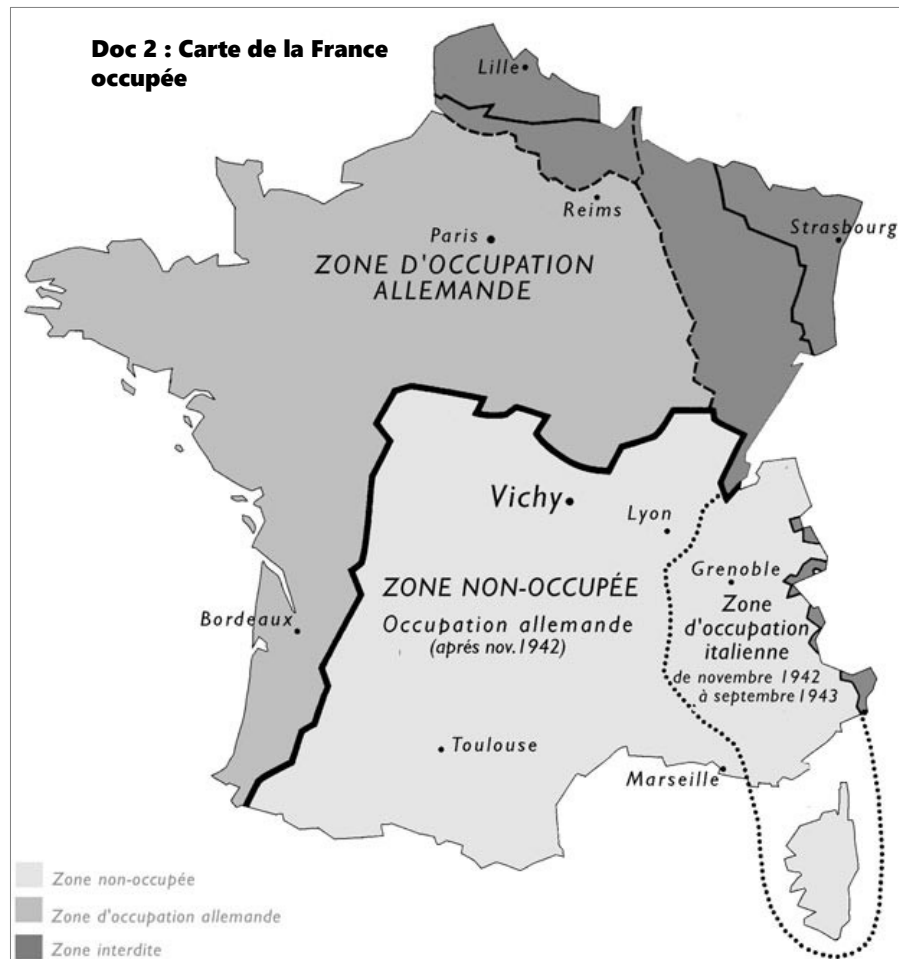 Doc 2 : Carte de la France
occupée
Lille
Reims
Strasbourg
Paris
ZONE D'OCCUPATION
ALLEMANDE
Vichy
Lyon
Grenoble
ZONE NON-OCCUPÉE
Occupation allemande
(aprés nov.1942)
Zone
d'occupation
italienne
de novembre 1942
à septembre 1943
Bordeaux
Toulouse
Marseille
Zone non-occupée
Zone d'occupation allemande
Zone interdite